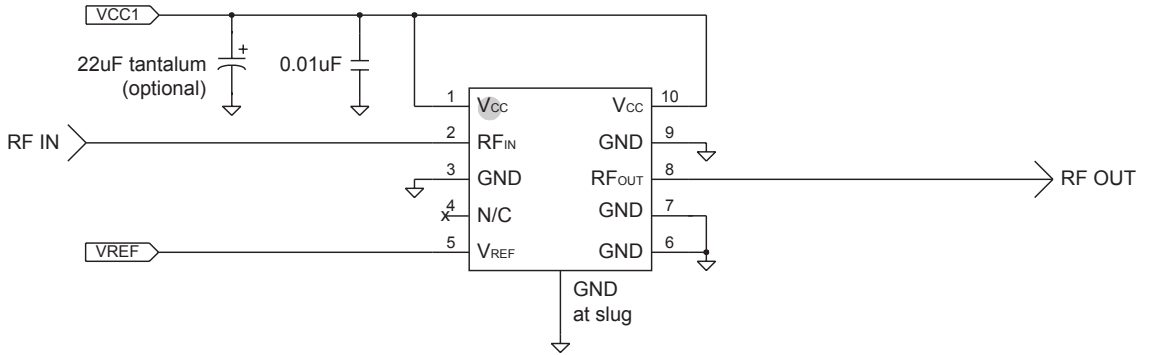 VCC1
22uF tantalum
(optional)
+
0.01uF
1
VCC
VCC
10
RF IN
2
RFIN
GND
9
3
GND
RFOUT
8
RF OUT
4
x
N/C
GND
7
VREF
5
VREF
GND
6
GND
at slug